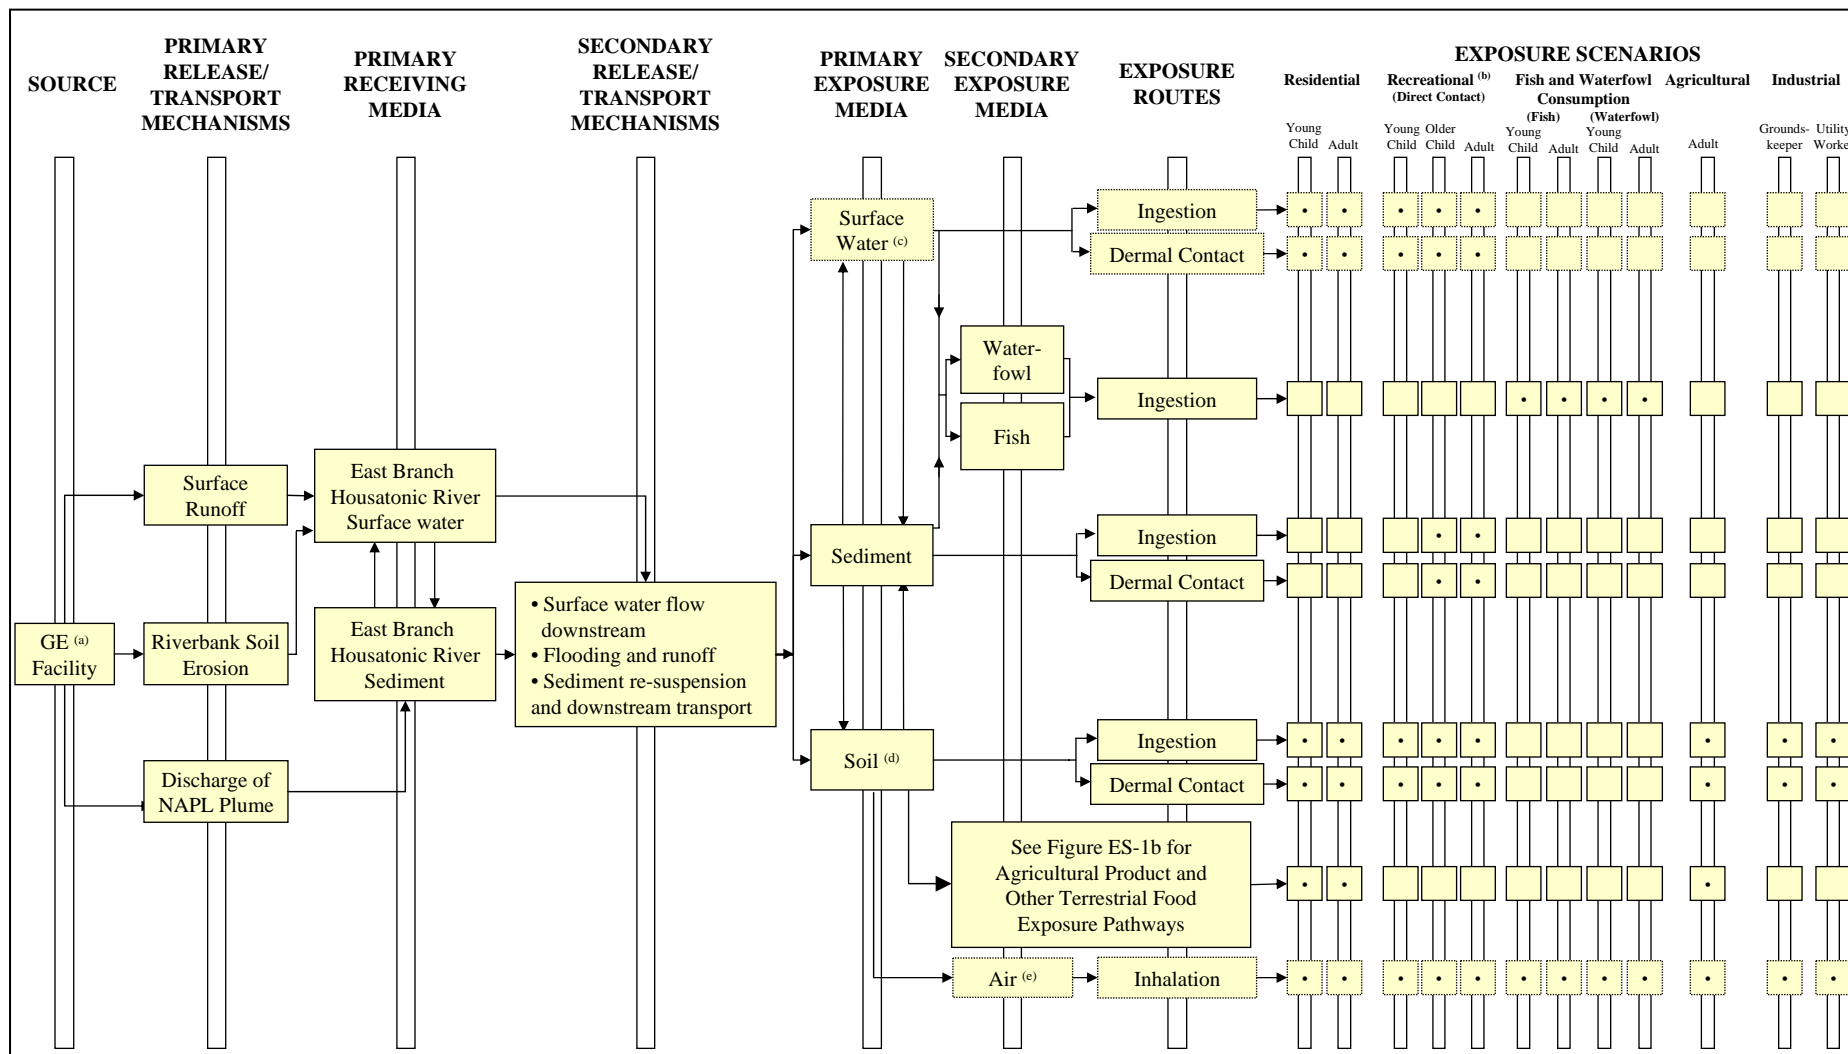 SOURCE
PRIMARY
RELEASE/
TRANSPORT
MECHANISMS
PRIMARY
RECEIVING
MEDIA
SECONDARY
RELEASE/
TRANSPORT
MECHANISMS
PRIMARY
EXPOSURE
MEDIA
SECONDARY
EXPOSURE
MEDIA
EXPOSURE
ROUTES
EXPOSURE SCENARIOS
Residential
Recreational (b)
(Direct Contact)
Fish and Waterfowl
Consumption
(Fish)
(Waterfowl)
Agricultural
Industrial
Young
Child
Adult
Young
Child
Older
Child
Adult
Young
Child
Adult
Young
Child
Adult
Adult
Grounds-
keeper
Utility
Worke
GE (a)
Facility
Surface
Runoff
Riverbank Soil
Erosion
Discharge of
NAPL Plume
East Branch
Housatonic River
Surface water
East Branch
Housatonic River
Sediment
• Surface water flow
downstream
• Flooding and runoff
• Sediment re-suspension
and downstream transport
Surface
Water (c)
Sediment
Soil (d)
Water-
fowl
Fish
Ingestion
Dermal Contact
Ingestion
Ingestion
Dermal Contact
Ingestion
Dermal Contact
See Figure ES-1b for
Agricultural Product and
Other Terrestrial Food
Exposure Pathways
Air (e)
Inhalation